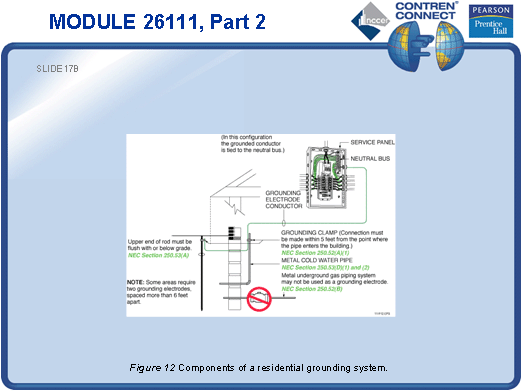 MODULE 26111, Part 2
nccer
CONTREN®
CONNECT
PEARSON
Prentice
Hall
SLIDE 17B
(In this configuration
the grounded conductor
is tied to the neutral bus.)
SERVICE PANEL
NEUTRAL BUS
GROUNDING
ELECTRODE
CONDUCTOR
GROUNDING CLAMP (Connection must
be made within 5 feet from the point where
the pipe enters the building.)
NEC Section 250.52(A)(1)
METAL COLD WATER PIPE
NEC Section 250.53(D)(1) and (2)
Metal underground gas piping system
may not be used as a grounding electrode.
NEC Section 250.52(B)
Upper end of rod must be
flush with or below grade.
NEC Section 250.53(A)
NOTE: Some areas require
two grounding electrodes,
spaced more than 6 feet
apart.
Figure 12 Components of a residential grounding system.